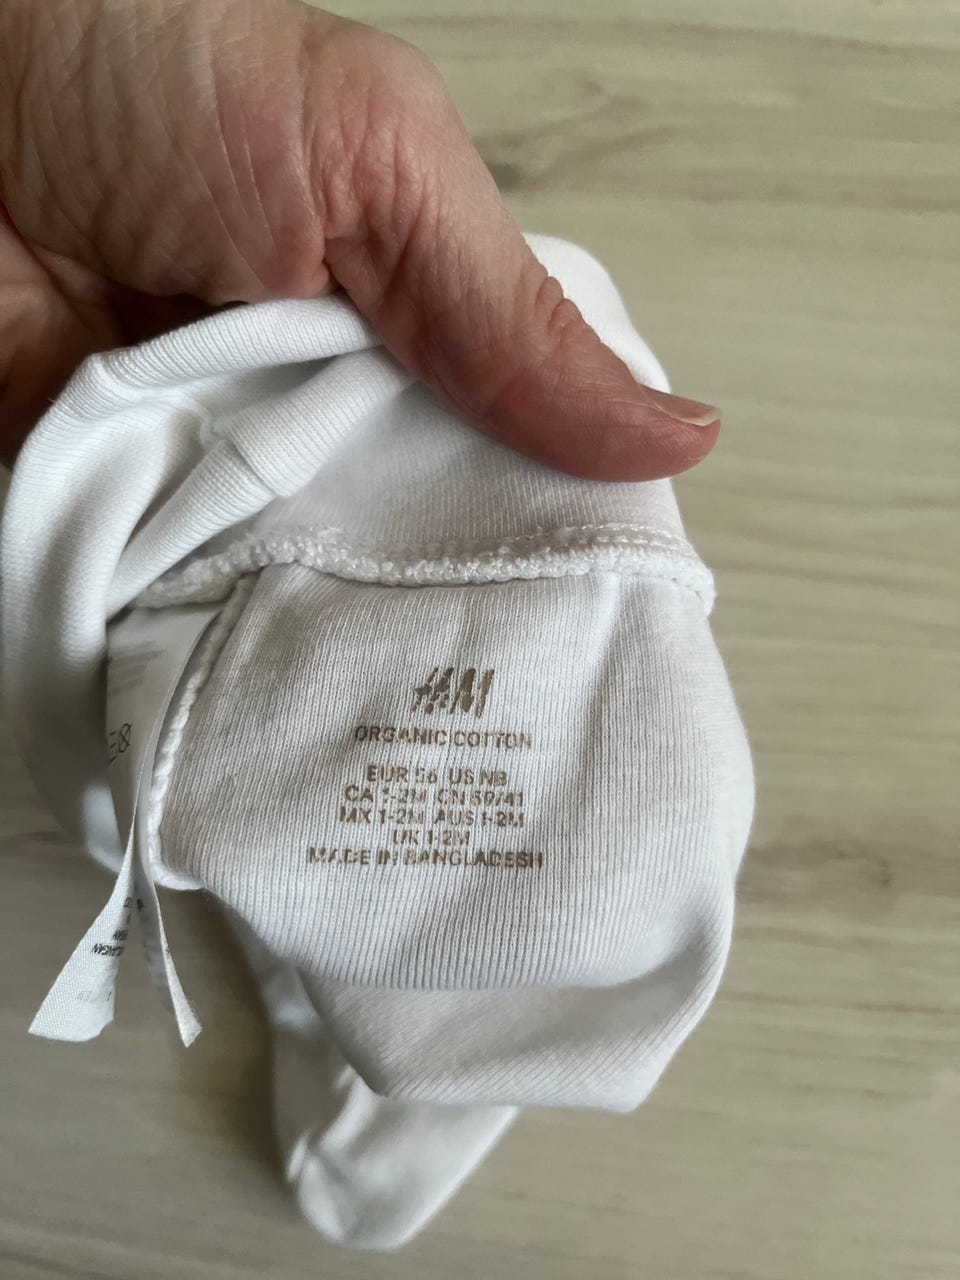 H&M
ORGANIC COTTON
EUR 56 US NB
CA 1-2M CN 59/41
MX 1-2M AUS 1-2M
UK 1-2M
MADE IN BANGLADESH